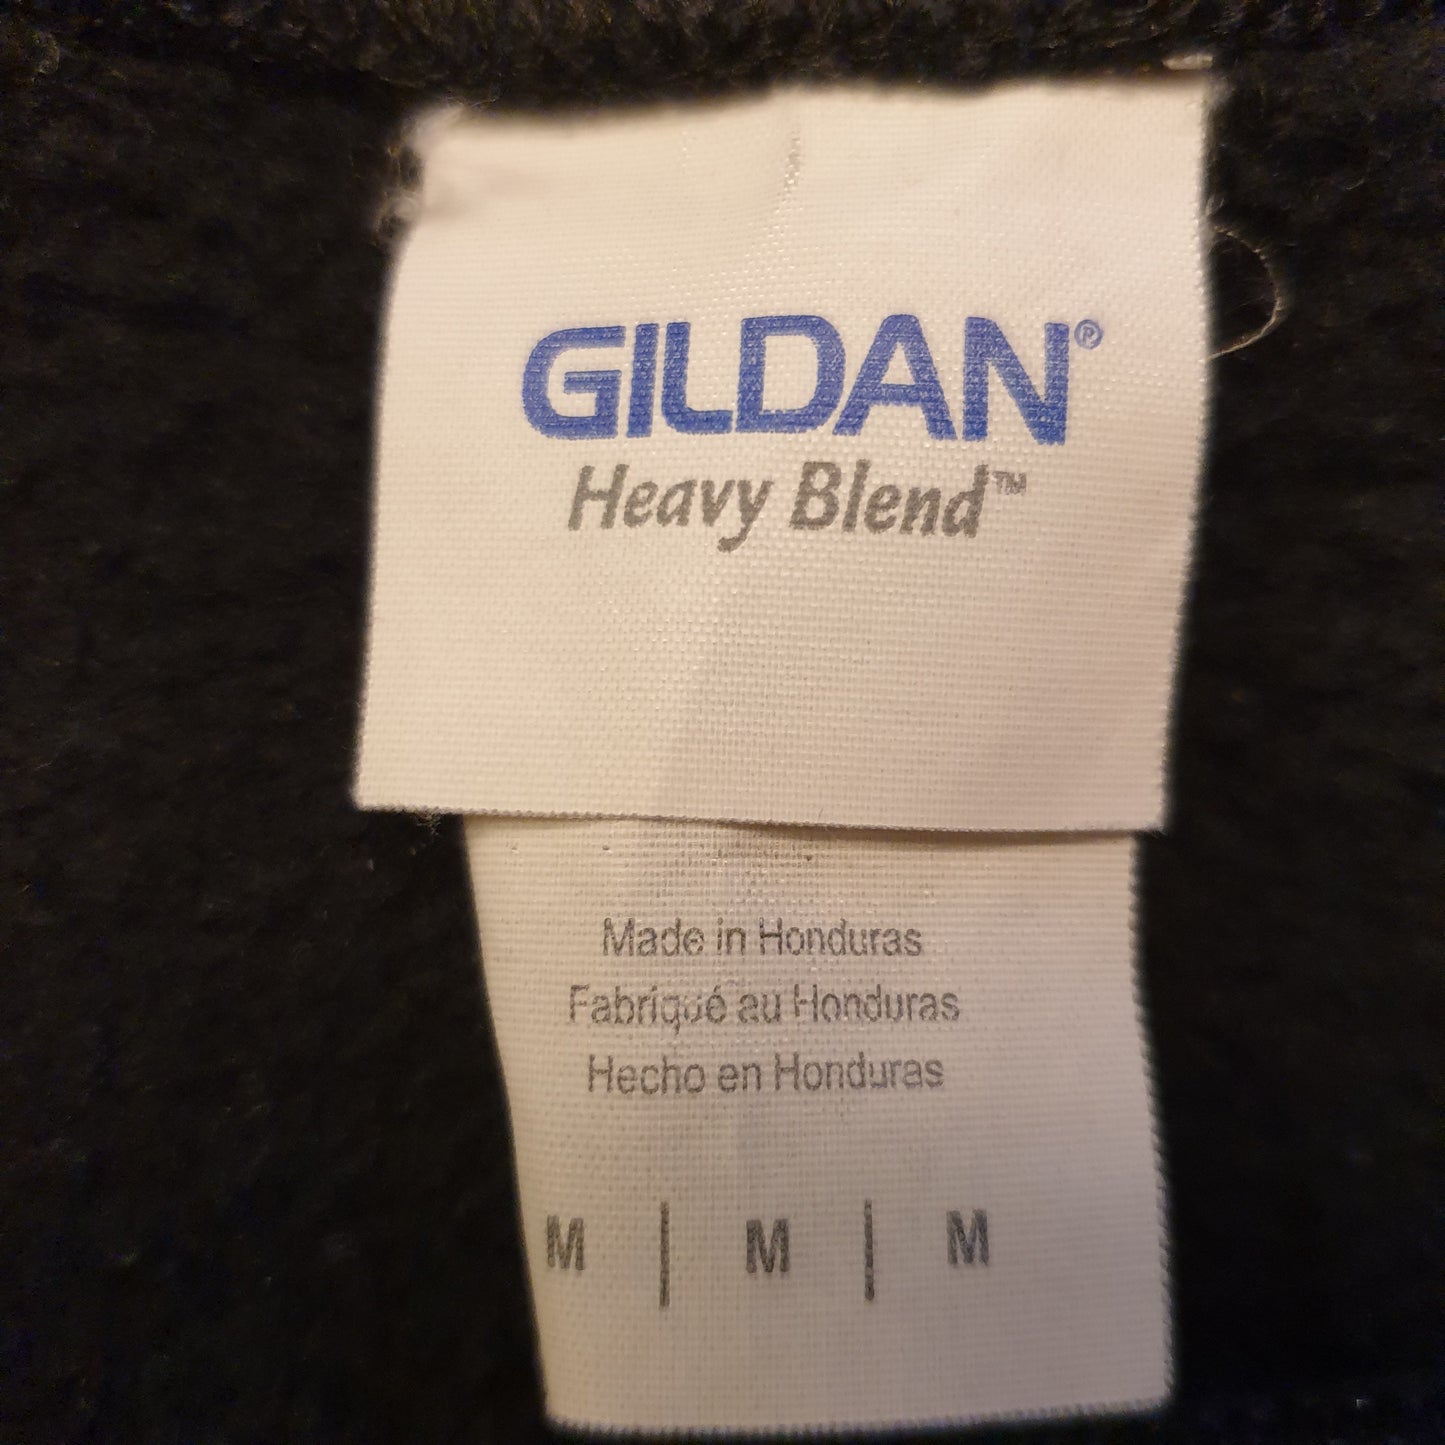 GILDAN®
Heavy Blend™
Made in Honduras
Fabriqué au Honduras
Hecho en Honduras
M | M | M